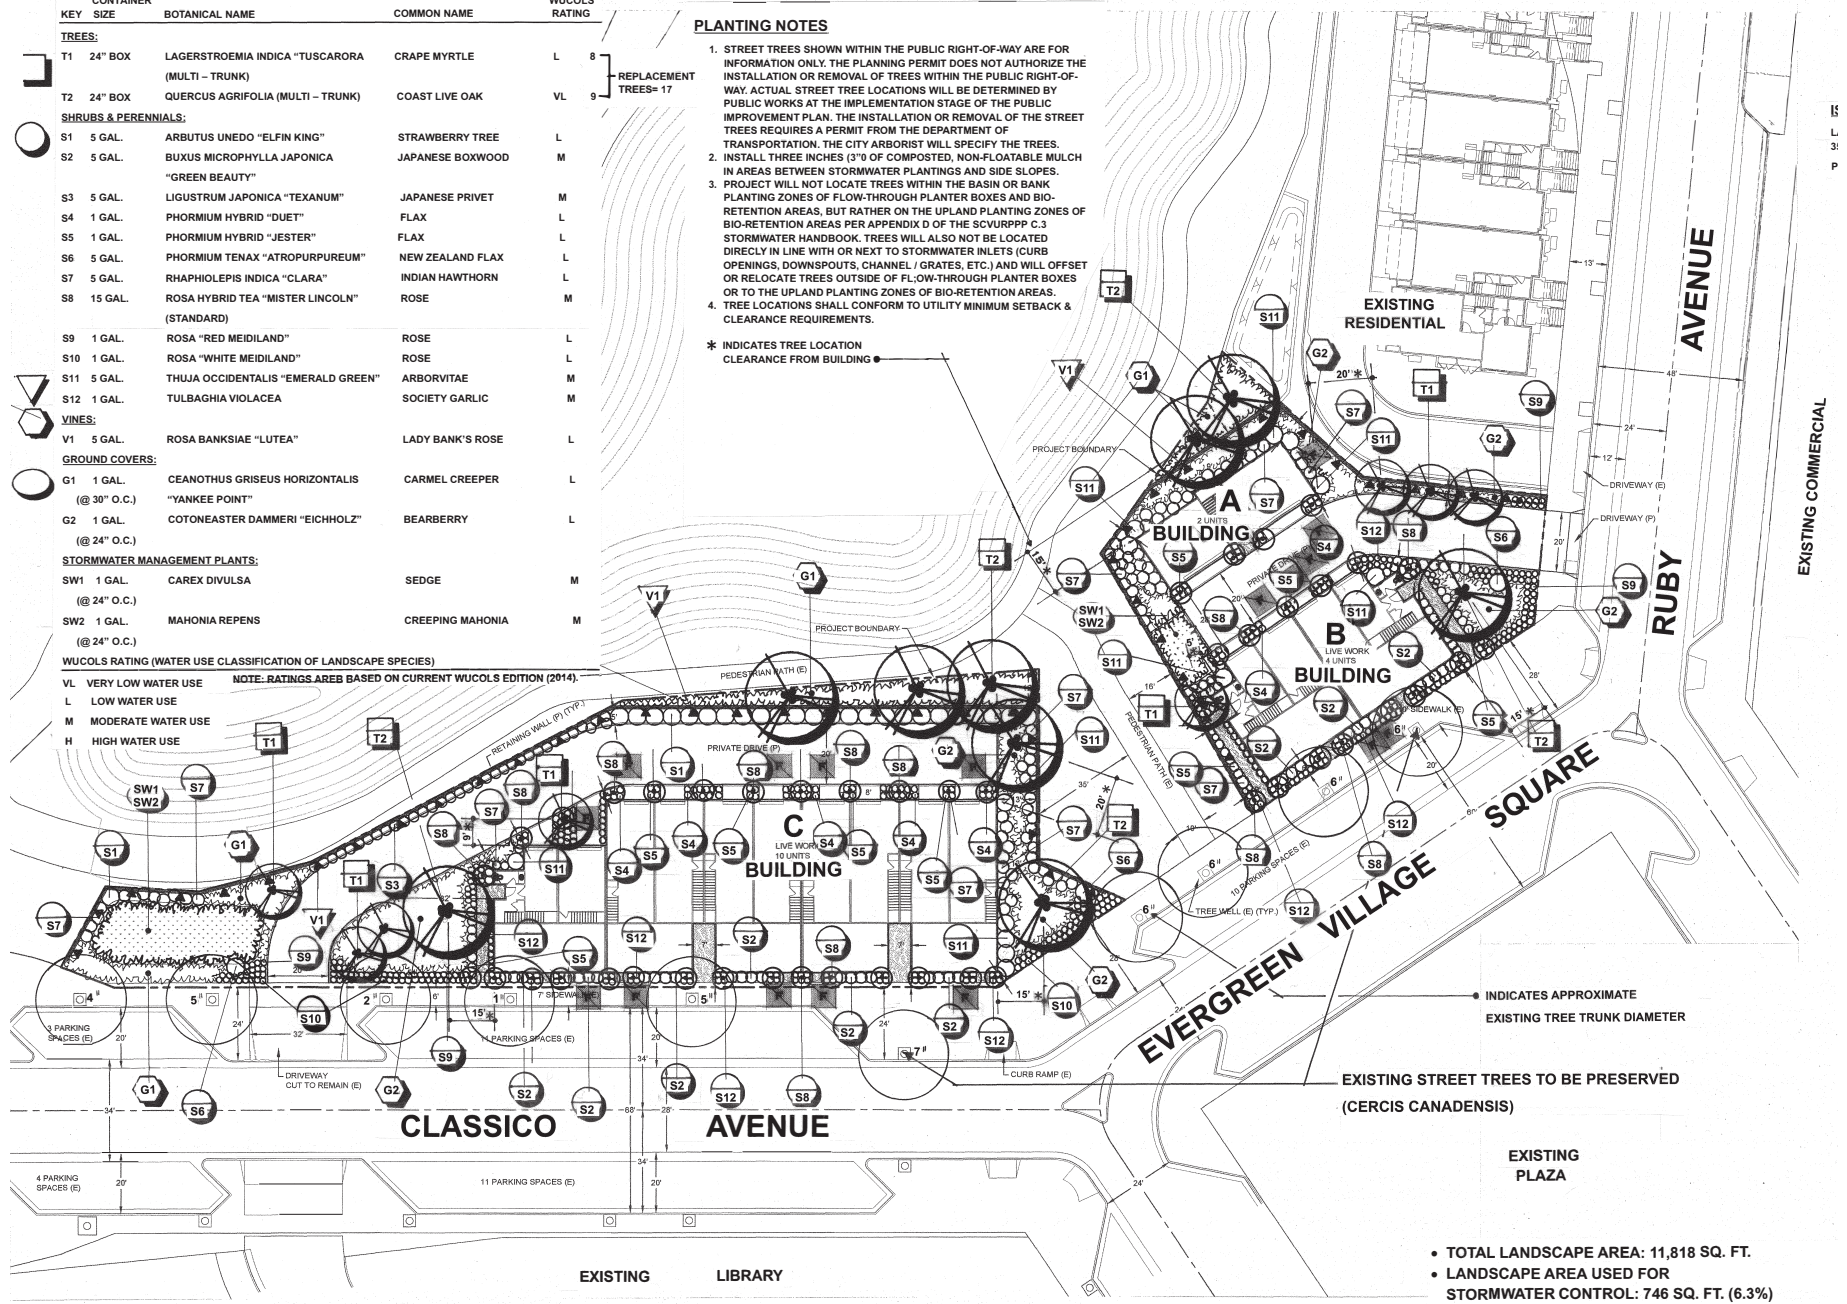 CONTAINER WUCOLS
KEY SIZE BOTANICAL NAME COMMON NAME RATING
TREES:
T1 24” BOX LAGERSTROEMIA INDICA “TUSCARORA CRAPE MYRTLE L 8
(MULTI – TRUNK)
T2 24” BOX QUERCUS AGRIFOLIA (MULTI – TRUNK) COAST LIVE OAK VL 9
REPLACEMENT
TREES= 17
SHRUBS & PERENNIALS:
S1 5 GAL. ARBUTUS UNEDO “ELFIN KING” STRAWBERRY TREE L
S2 5 GAL. BUXUS MICROPHYLLA JAPONICA JAPANESE BOXWOOD M
“GREEN BEAUTY”
S3 5 GAL. LIGUSTRUM JAPONICA “TEXANUM” JAPANESE PRIVET M
S4 1 GAL. PHORMIUM HYBRID “DUET” FLAX L
S5 1 GAL. PHORMIUM HYBRID “JESTER” FLAX L
S6 5 GAL. PHORMIUM TENAX “ATROPURPUREUM” NEW ZEALAND FLAX L
S7 5 GAL. RHAPHIOLEPIS INDICA “CLARA” INDIAN HAWTHORN L
S8 15 GAL. ROSA HYBRID TEA “MISTER LINCOLN” ROSE M
(STANDARD)
S9 1 GAL. ROSA “RED MEIDILAND” ROSE L
S10 1 GAL. ROSA “WHITE MEIDILAND” ROSE L
S11 5 GAL. THUJA OCCIDENTALIS “EMERALD GREEN” ARBORVITAE M
S12 1 GAL. TULBAGHIA VIOLACEA SOCIETY GARLIC M
VINES:
V1 5 GAL. ROSA BANKSIAE “LUTEA” LADY BANK’S ROSE L
GROUND COVERS:
G1 1 GAL. CEANOTHUS GRISEUS HORIZONTALIS CARMEL CREEPER L
(@ 30” O.C.) “YANKEE POINT”
G2 1 GAL. COTONEASTER DAMMERI “EICHHOLZ” BEARBERRY L
(@ 24” O.C.)
STORMWATER MANAGEMENT PLANTS:
SW1 1 GAL. CAREX DIVULSA SEDGE M
(@ 24” O.C.)
SW2 1 GAL. MAHONIA REPENS CREEPING MAHONIA M
(@ 24” O.C.)
WUCOLS RATING (WATER USE CLASSIFICATION OF LANDSCAPE SPECIES)
VL VERY LOW WATER USE NOTE: RATINGS AREB BASED ON CURRENT WUCOLS EDITION (2014).
L LOW WATER USE
M MODERATE WATER USE
H HIGH WATER USE
PLANTING NOTES
1. STREET TREES SHOWN WITHIN THE PUBLIC RIGHT-OF-WAY ARE FOR
INFORMATION ONLY. THE PLANNING PERMIT DOES NOT AUTHORIZE THE
INSTALLATION OR REMOVAL OF TREES WITHIN THE PUBLIC RIGHT-OF-
WAY. ACTUAL STREET TREE LOCATIONS WILL BE DETERMINED BY
PUBLIC WORKS AT THE IMPLEMENTATION STAGE OF THE PUBLIC
IMPROVEMENT PLAN. THE INSTALLATION OR REMOVAL OF THE STREET
TREES REQUIRES A PERMIT FROM THE DEPARTMENT OF
TRANSPORTATION. THE CITY ARBORIST WILL SPECIFY THE TREES.
2. INSTALL THREE INCHES (3”0 OF COMPOSTED, NON-FLOATABLE MULCH
IN AREAS BETWEEN STORMWATER PLANTINGS AND SIDE SLOPES.
3. PROJECT WILL NOT LOCATE TREES WITHIN THE BASIN OR BANK
PLANTING ZONES OF FLOW-THROUGH PLANTER BOXES AND BIO-
RETENTION AREAS, BUT RATHER ON THE UPLAND PLANTING ZONES OF
BIO-RETENTION AREAS PER APPENDIX D OF THE SCVURPPP C.3
STORMWATER HANDBOOK. TREES WILL ALSO NOT BE LOCATED
DIRECLY IN LINE WITH OR NEXT TO STORMWATER INLETS (CURB
OPENINGS, DOWNSPOUTS, CHANNEL / GRATES, ETC.) AND WILL OFFSET
OR RELOCATE TREES OUTSIDE OF FL;OW-THROUGH PLANTER BOXES
OR TO THE UPLAND PLANTING ZONES OF BIO-RETENTION AREAS.
4. TREE LOCATIONS SHALL CONFORM TO UTILITY MINIMUM SETBACK &
CLEARANCE REQUIREMENTS.
* INDICATES TREE LOCATION
CLEARANCE FROM BUILDING
EXISTING
RESIDENTIAL
RUBY AVENUE
EXISTING COMMERCIAL
DRIVEWAY (E)
DRIVEWAY (P)
PROJECT BOUNDARY
A
2 UNITS
BUILDING
B
LIVE WORK
4 UNITS
BUILDING
PROJECT BOUNDARY
PEDESTRIAN PATH (E)
RETAINING WALL (P) (TYP.)
PRIVATE DRIVE (P)
C
LIVE WORK
10 UNITS
BUILDING
PEDESTRIAN PATH (E)
10 PARKING SPACES (E)
TREE WELL (E) (TYP.)
EVERGREEN VILLAGE SQUARE
3 PARKING
SPACES (E)
DRIVEWAY
CUT TO REMAIN (E)
11 PARKING SPACES (E)
CURB RAMP (E)
INDICATES APPROXIMATE
EXISTING TREE TRUNK DIAMETER
EXISTING STREET TREES TO BE PRESERVED
(CERCIS CANADENSIS)
CLASSICO AVENUE
4 PARKING
SPACES (E)
11 PARKING SPACES (E)
EXISTING
PLAZA
EXISTING LIBRARY
• TOTAL LANDSCAPE AREA: 11,818 SQ. FT.
• LANDSCAPE AREA USED FOR
STORMWATER CONTROL: 746 SQ. FT. (6.3%)